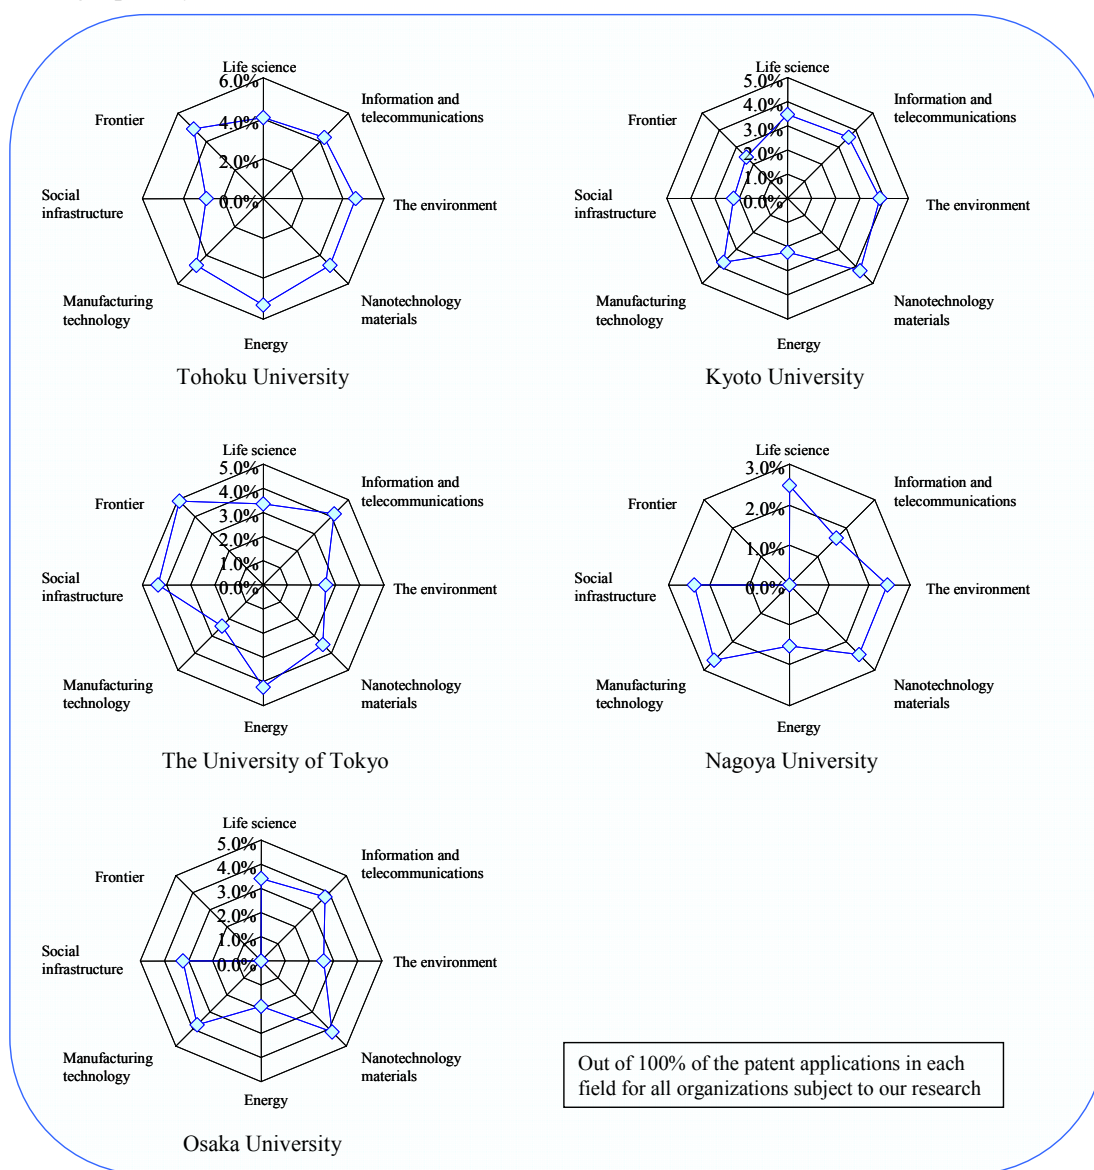 Life science
6.0%
4.0%
2.0%
0.0%
Information and
telecommunications
The environment
Nanotechnology
materials
Energy
Manufacturing
technology
Social
infrastructure
Frontier
Tohoku University
Life science
5.0%
4.0%
3.0%
2.0%
1.0%
0.0%
Information and
telecommunications
The environment
Nanotechnology
materials
Energy
Manufacturing
technology
Social
infrastructure
Frontier
Kyoto University
Life science
5.0%
4.0%
3.0%
2.0%
1.0%
0.0%
Information and
telecommunications
The environment
Nanotechnology
materials
Energy
Manufacturing
technology
Social
infrastructure
Frontier
The University of Tokyo
Life science
3.0%
2.0%
1.0%
0.0%
Information and
telecommunications
The environment
Nanotechnology
materials
Energy
Manufacturing
technology
Social
infrastructure
Frontier
Nagoya University
Life science
5.0%
4.0%
3.0%
2.0%
1.0%
0.0%
Information and
telecommunications
The environment
Nanotechnology
materials
Energy
Manufacturing
technology
Social
infrastructure
Frontier
Osaka University
Out of 100% of the patent applications in each
field for all organizations subject to our research